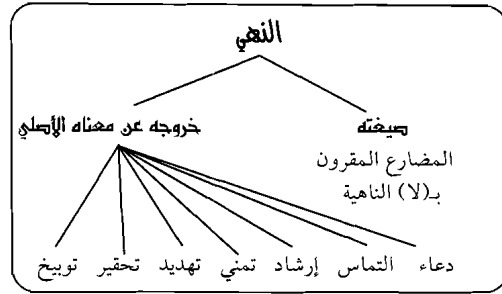 النهي
صيغته
خروجه عن معناه الأصلي
المضارع المقرون
بـ(لا) الناهية
دعاء التماس إرشاد تمني تهديد تحقير توبيخ